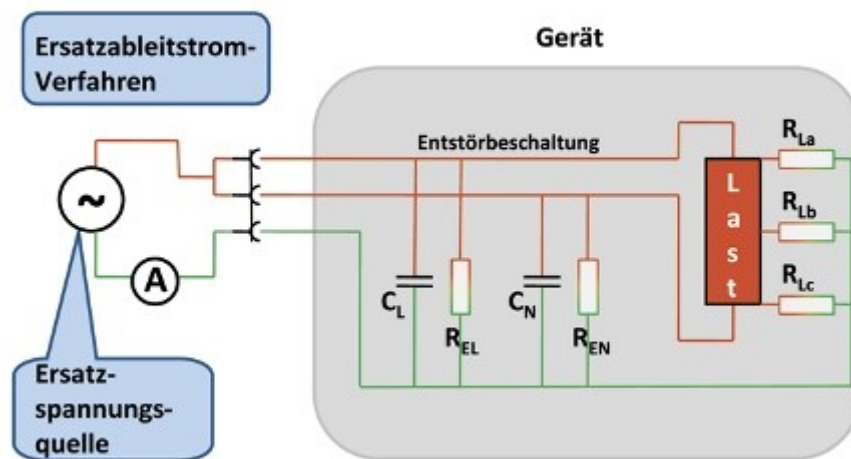 Ersatzableitstrom-
Verfahren
Gerät
Entstörbeschaltung
R_La
L
a
s
t
R_Lb
R_Lc
~
A
C_L
R_EL
C_N
R_EN
Ersatz-
spannungs-
quelle